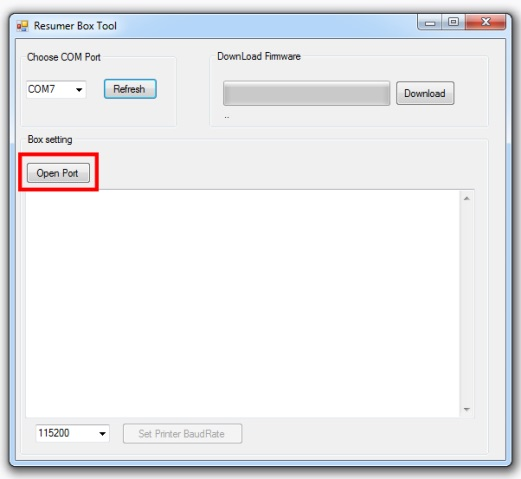 Resumer Box Tool
Choose COM Port
COM7
Refresh
DownLoad Firmware
Download
..
Box setting
Open Port
115200
Set Printer BaudRate